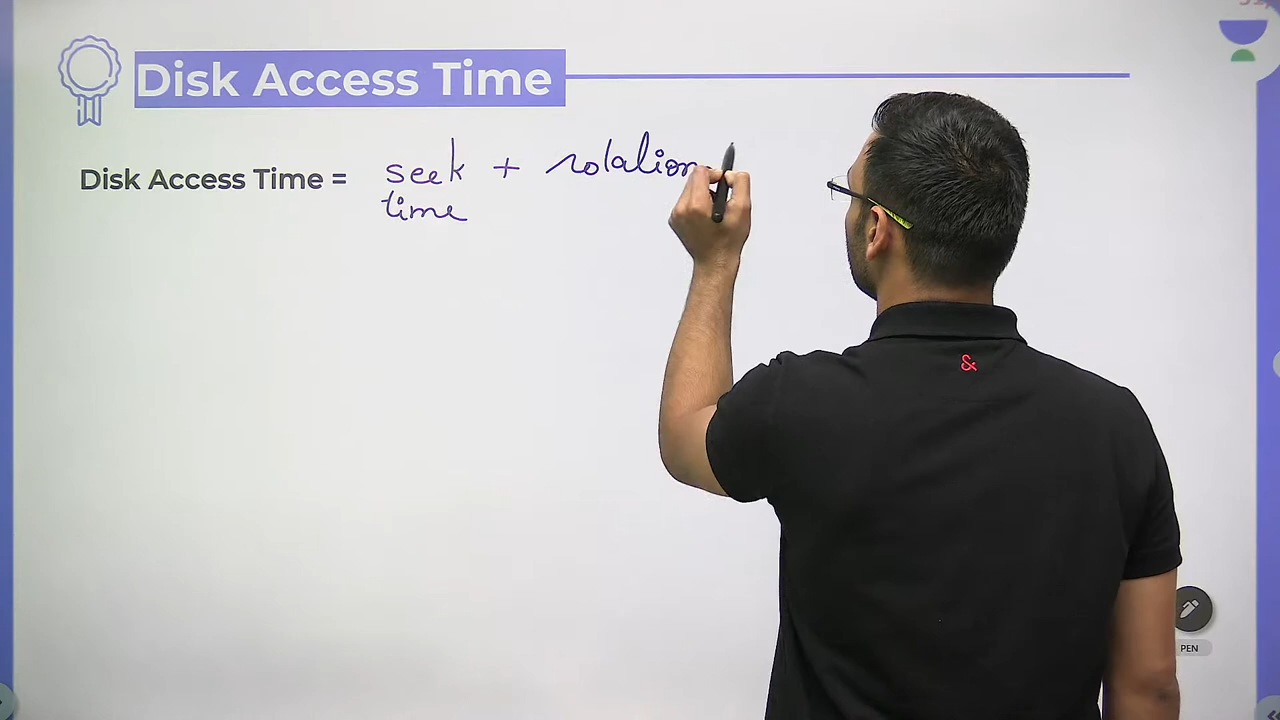 Disk Access Time
Disk Access Time = seek + rotation
time
&
PEN